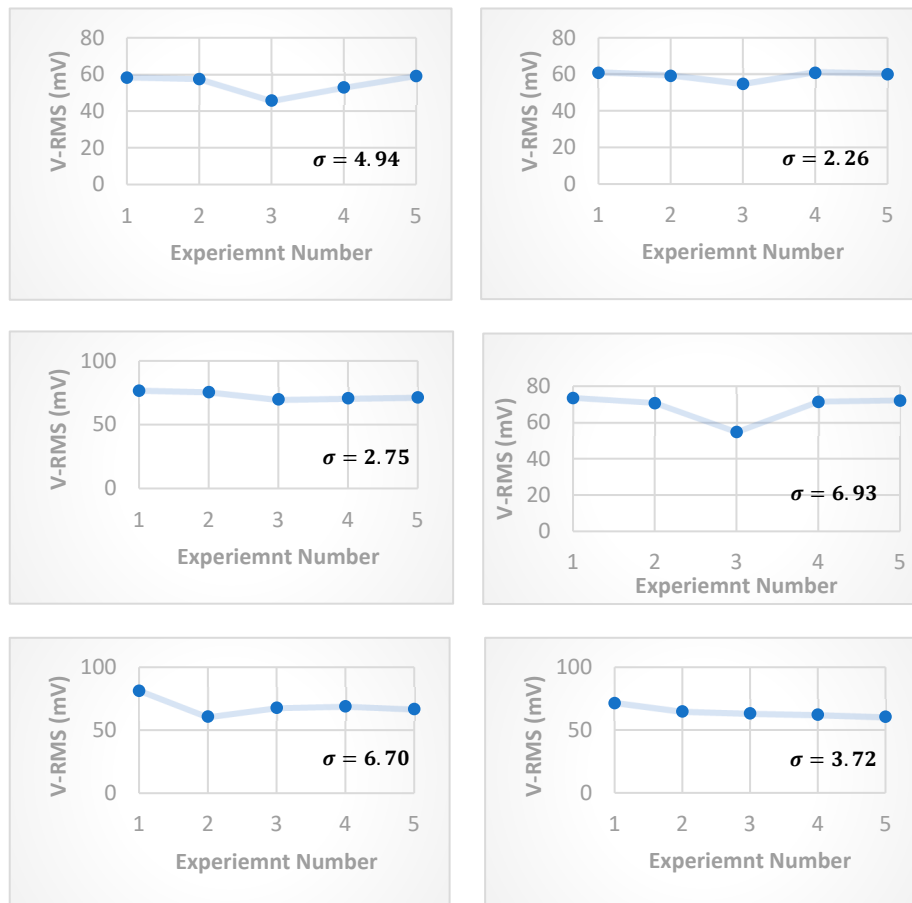 V-RMS (mV)
80
60
40
20
0
σ = 4.94
1 2 3 4 5
Experiemnt Number
V-RMS (mV)
80
60
40
20
0
σ = 2.26
1 2 3 4 5
Experiemnt Number
V-RMS (mV)
100
50
0
σ = 2.75
1 2 3 4 5
Experiemnt Number
V-RMS (mV)
80
60
40
20
0
σ = 6.93
1 2 3 4 5
Experiemnt Number
V-RMS (mV)
100
50
0
σ = 6.70
1 2 3 4 5
Experiemnt Number
V-RMS (mV)
100
50
0
σ = 3.72
1 2 3 4 5
Experiemnt Number